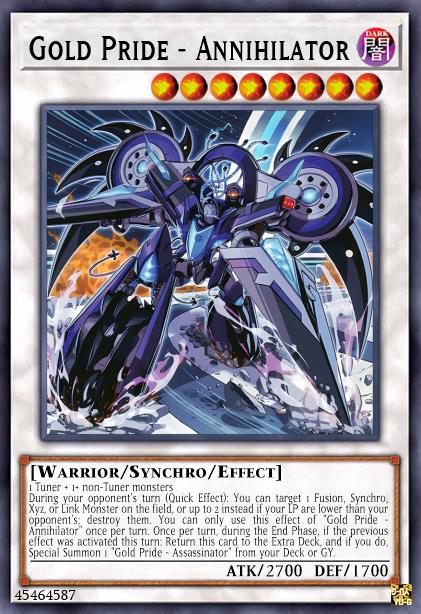 GOLD PRIDE - ANNIHILATOR
DARK
闇
[WARRIOR/SYNCHRO/EFFECT]
1 Tuner + 1+ non-Tuner monsters
During your opponent's turn (Quick Effect): You can target 1 Fusion, Synchro,
Xyz, or Link Monster on the field, or up to 2 instead if your LP are lower than your
opponent's; destroy them. You can only use this effect of "Gold Pride -
Annihilator" once per turn. Once per turn, during the End Phase, if the previous
effect was activated this turn: Return this card to the Extra Deck, and if you do,
Special Summon 1 "Gold Pride - Assassinator" from your Deck or GY.
ATK/2700 DEF/1700
45464587